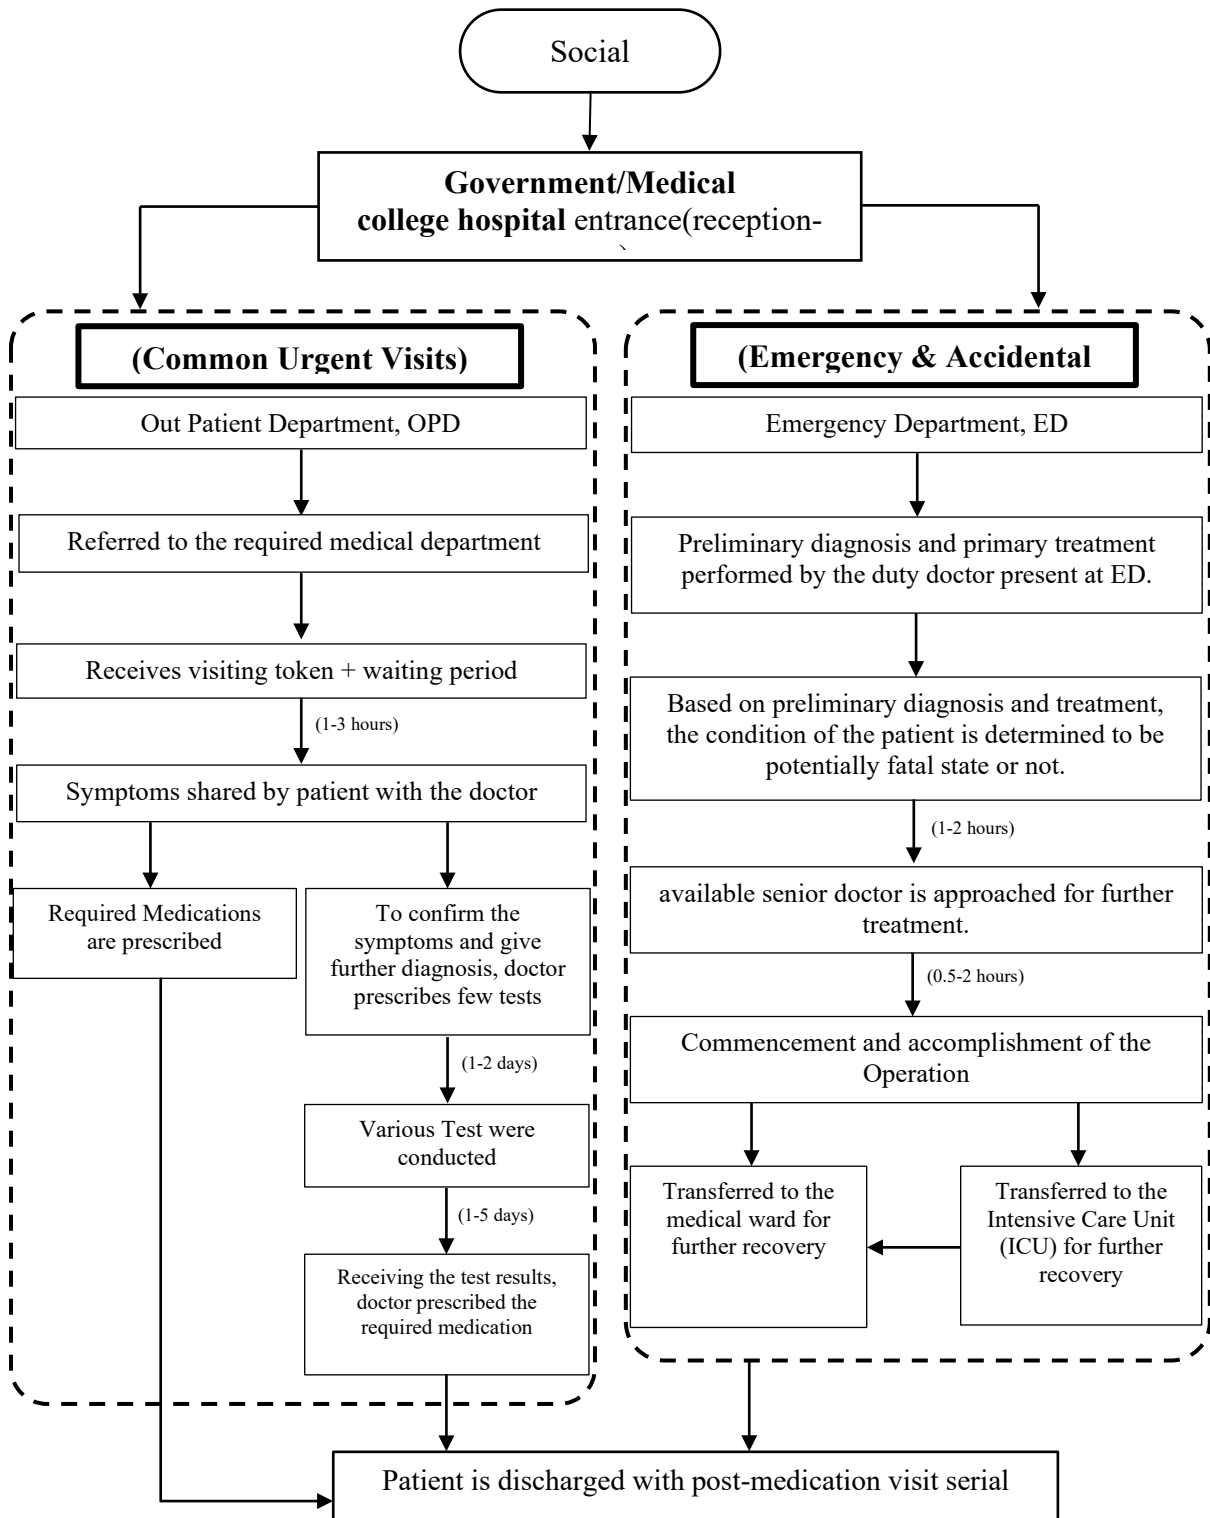 Social
Government/Medical
college hospital entrance(reception-
(Common Urgent Visits)
Out Patient Department, OPD
Referred to the required medical department
Receives visiting token + waiting period
(1-3 hours)
Symptoms shared by patient with the doctor
Required Medications
are prescribed
To confirm the
symptoms and give
further diagnosis, doctor
prescribes few tests
(1-2 days)
Various Test were
conducted
(1-5 days)
Receiving the test results,
doctor prescribed the
required medication
(Emergency & Accidental
Emergency Department, ED
Preliminary diagnosis and primary treatment
performed by the duty doctor present at ED.
Based on preliminary diagnosis and treatment,
the condition of the patient is determined to be
potentially fatal state or not.
(1-2 hours)
available senior doctor is approached for further
treatment.
(0.5-2 hours)
Commencement and accomplishment of the
Operation
Transferred to the
medical ward for
further recovery
Transferred to the
Intensive Care Unit
(ICU) for further
recovery
Patient is discharged with post-medication visit serial